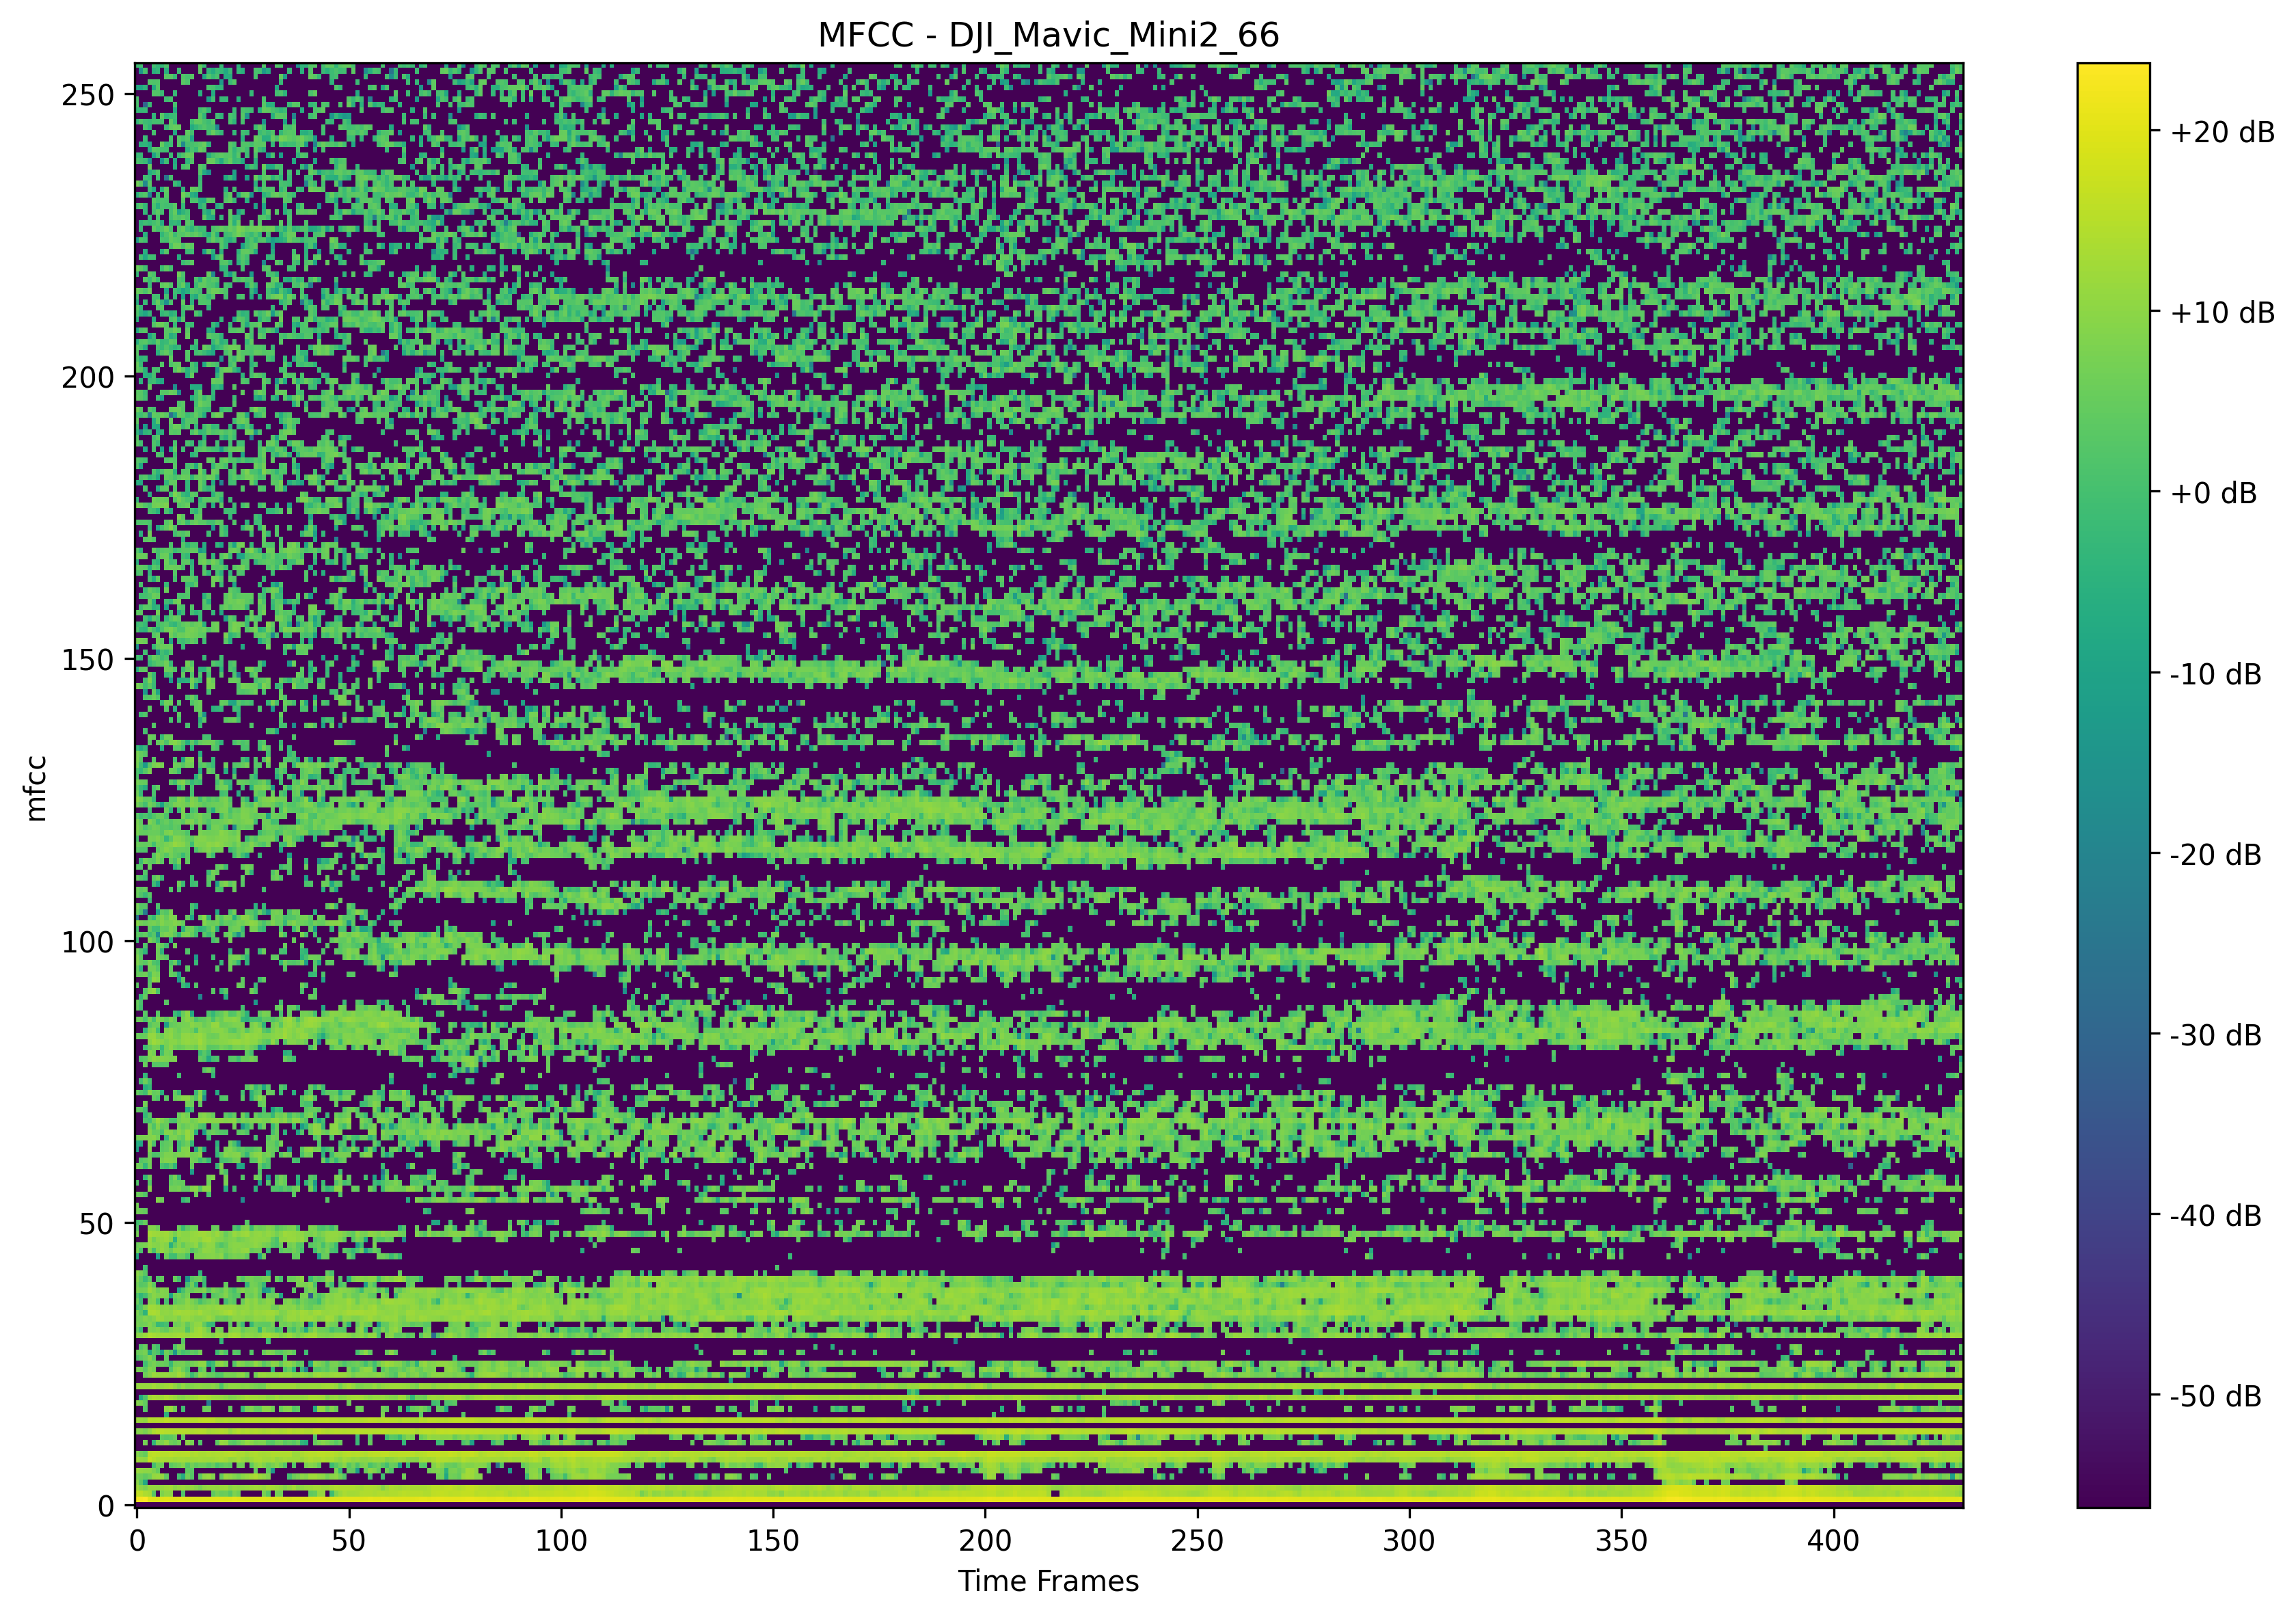 MFCC - DJI_Mavic_Mini2_66
250
200
150
100
50
0
mfcc
0 50 100 150 200 250 300 350 400
Time Frames
+20 dB
+10 dB
+0 dB
-10 dB
-20 dB
-30 dB
-40 dB
-50 dB